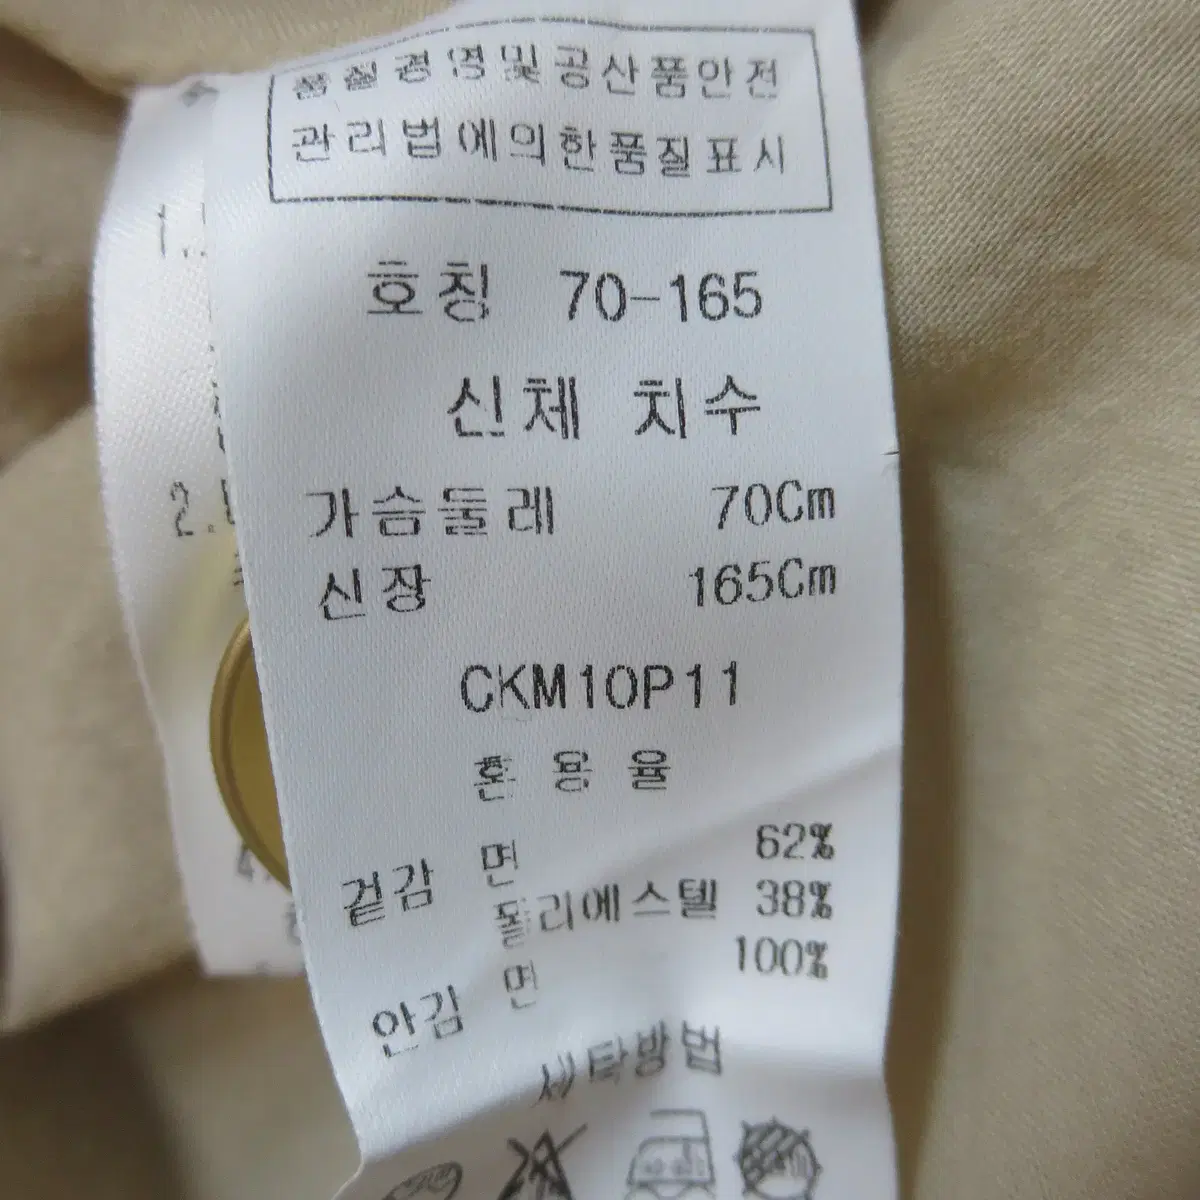 품질경영및공산품안전
관리법에의한품질표시
호칭 70-165
신체 치수
가슴둘레 70Cm
신장 165Cm
CKM10P11
혼용율
겉감 면 62%
폴리에스텔 38%
안감 면 100%
세탁방법
1.
2.